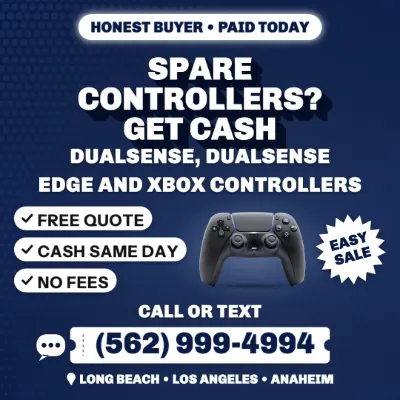 HONEST BUYER • PAID TODAY
SPARE
CONTROLLERS?
GET CASH
DUALSENSE, DUALSENSE
EDGE AND XBOX CONTROLLERS
✓ FREE QUOTE
✓ CASH SAME DAY
✓ NO FEES
EASY
SALE
CALL OR TEXT
(562) 999-4994
LONG BEACH • LOS ANGELES • ANAHEIM